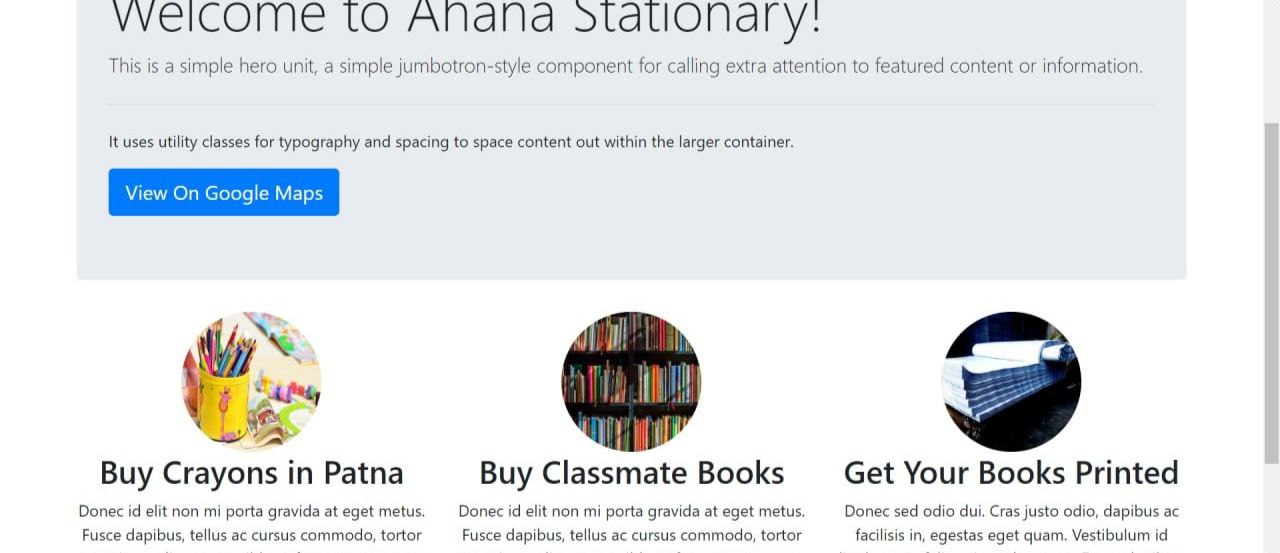 Welcome to Ahana Stationary!
This is a simple hero unit, a simple jumbotron-style component for calling extra attention to featured content or information.
It uses utility classes for typography and spacing to space content out within the larger container.
View On Google Maps
Buy Crayons in Patna
Donec id elit non mi porta gravida at eget metus.
Fusce dapibus, tellus ac cursus commodo, tortor
Buy Classmate Books
Donec id elit non mi porta gravida at eget metus.
Fusce dapibus, tellus ac cursus commodo, tortor
Get Your Books Printed
Donec sed odio dui. Cras justo odio, dapibus ac
facilisis in, egestas eget quam. Vestibulum id